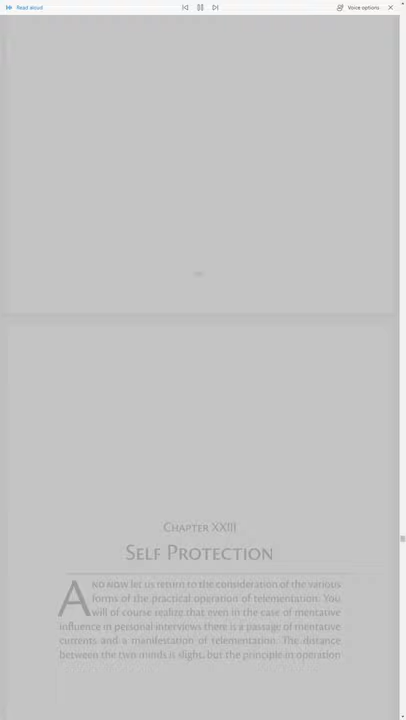 Read aloud
Voice options
CHAPTER XXIII
SELF PROTECTION
AND NOW let us return to the consideration of the various
forms of the practical operation of telementation. You
will of course realize that even in the case of mentative
influence in personal interviews there is a passage of mentative
currents and a manifestation of telementation. The distance
between the two minds is slight, but the principle of operation